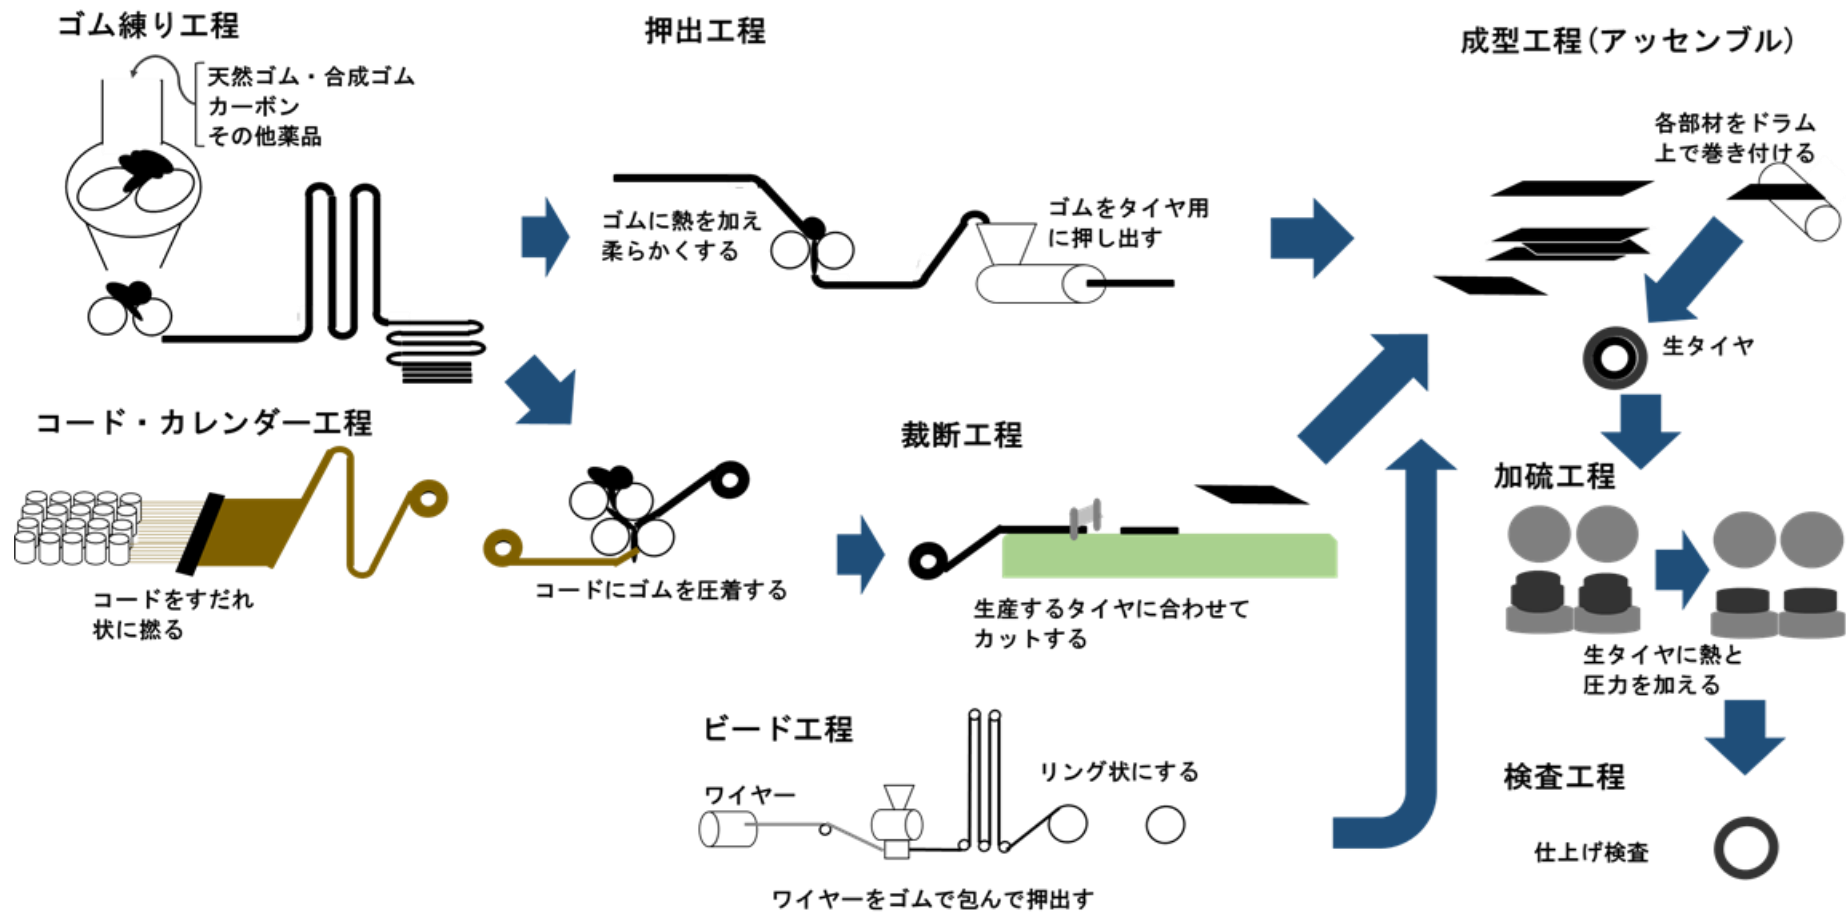 ゴム練り工程
天然ゴム・合成ゴム
カーボン
その他薬品
押出工程
ゴムに熱を加え
柔らかくする
ゴムをタイヤ用
に押し出す
成型工程(アッセンブル)
各部材をドラム
上で巻き付ける
生タイヤ
コード・カレンダー工程
コードをすだれ
状に撚る
コードにゴムを圧着する
裁断工程
生産するタイヤに合わせて
カットする
加硫工程
生タイヤに熱と
圧力を加える
ビード工程
ワイヤー
リング状にする
ワイヤーをゴムで包んで押出す
検査工程
仕上げ検査